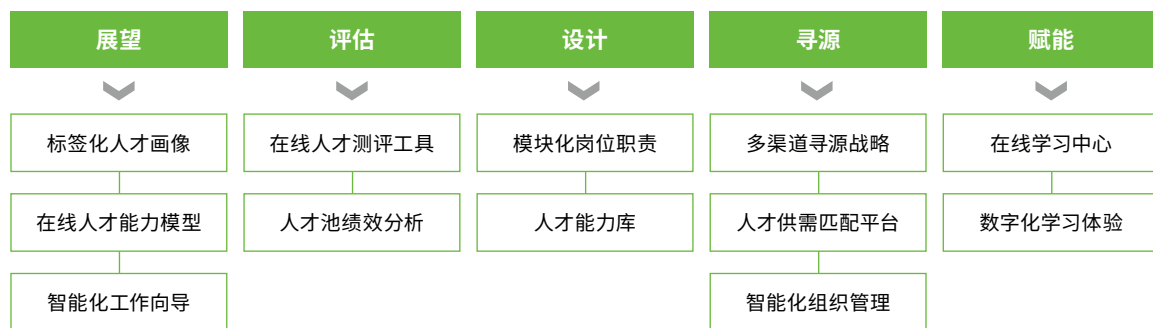 展望
评估
设计
寻源
赋能
标签化人才画像
在线人才测评工具
模块化岗位职责
多渠道寻源战略
在线学习中心
在线人才能力模型
人才池绩效分析
人才能力库
人才供需匹配平台
数字化学习体验
智能化工作向导
智能化组织管理